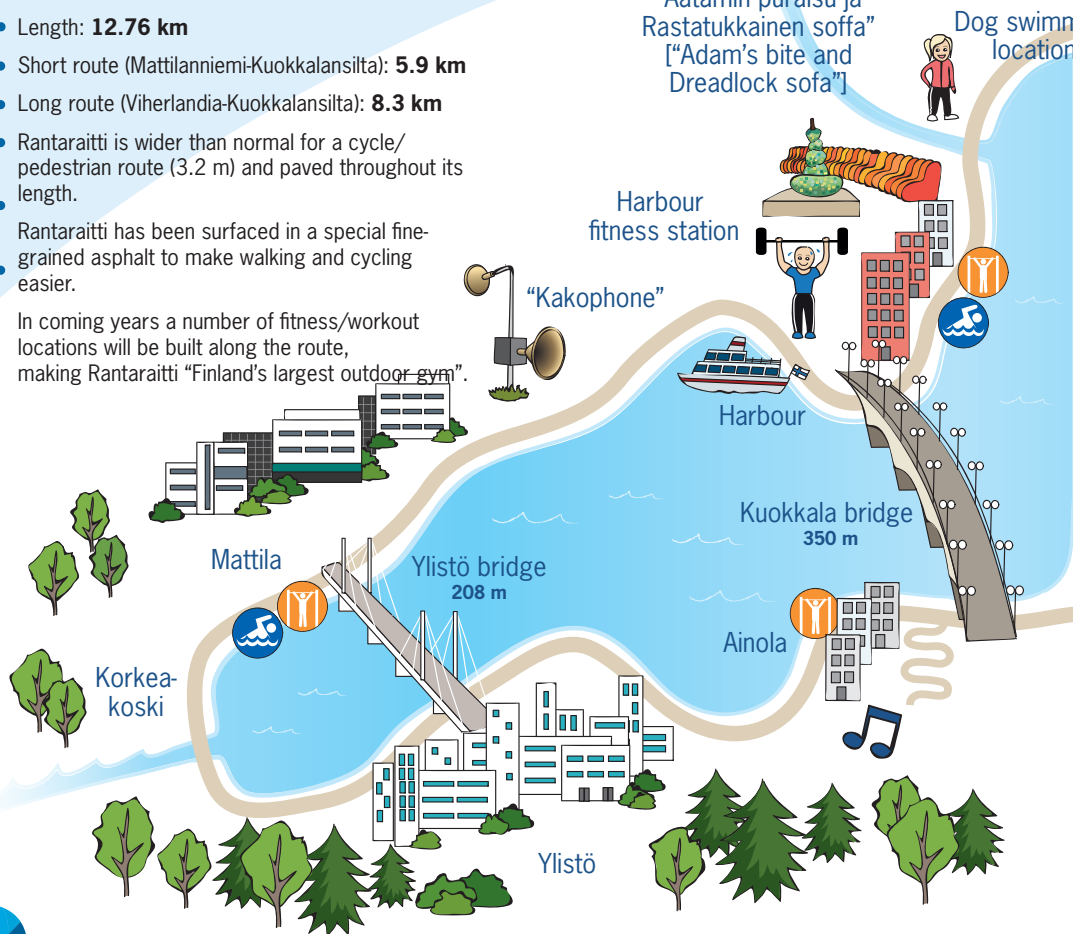 Length: 12.76 km
Short route (Mattilanniemi-Kuokkalansilta): 5.9 km
Long route (Viherlandia-Kuokkalansilta): 8.3 km
Rantaraitti is wider than normal for a cycle/
pedestrian route (3.2 m) and paved throughout its
length.
Rantaraitti has been surfaced in a special fine-
grained asphalt to make walking and cycling
easier.
In coming years a number of fitness/workout
locations will be built along the route,
making Rantaraitti “Finland’s largest outdoor gym”.
Aatamin puraisu ja
Rastatukkainen soffa”
[“Adam’s bite and
Dreadlock sofa”]
Dog swimm
location
Harbour
fitness station
“Kakophone”
Harbour
Kuokkala bridge
350 m
Mattila
Ylistö bridge
208 m
Ainola
Korkea-
koski
Ylistö